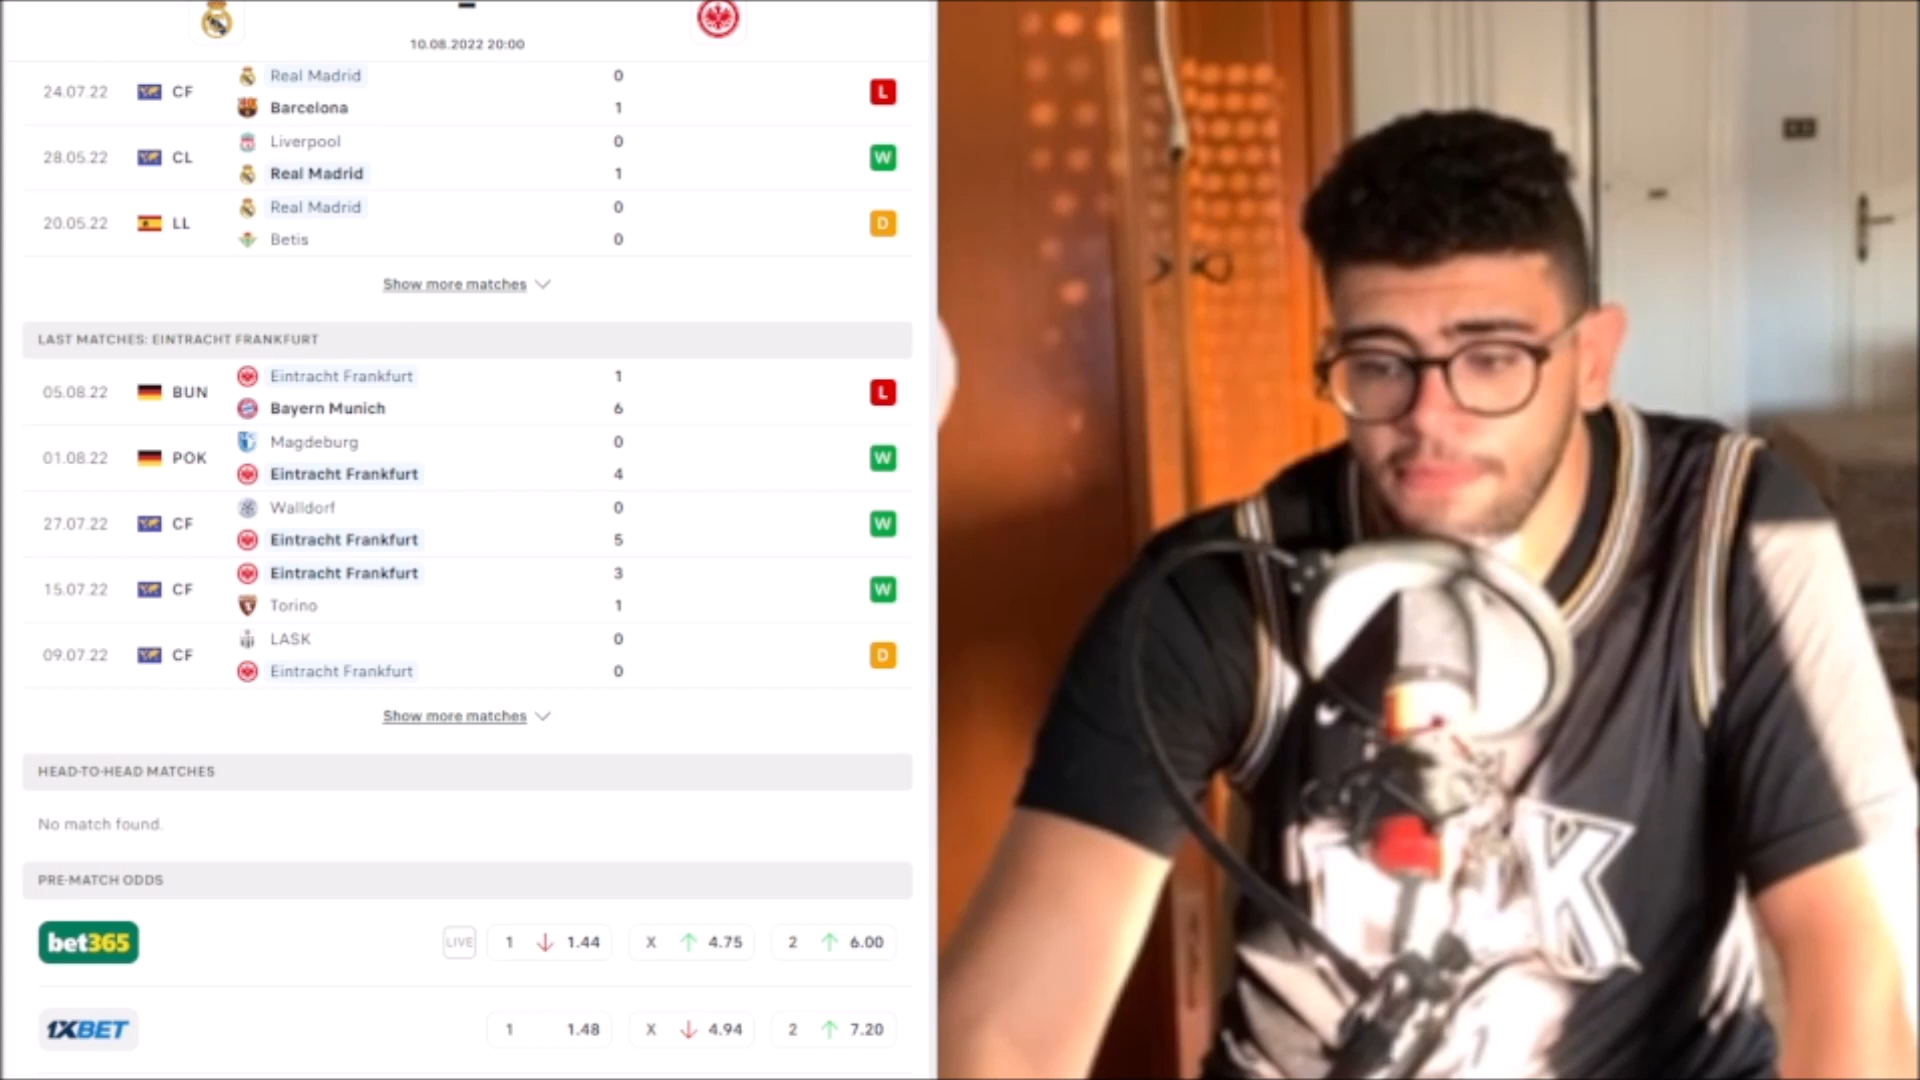 10.08.2022 20:00
24.07.22 CF Real Madrid 0 L
Barcelona 1
28.05.22 CL Liverpool 0 W
Real Madrid 1
20.05.22 LL Real Madrid 0 D
Betis 0
Show more matches
LAST MATCHES: EINTRACHT FRANKFURT
05.08.22 BUN Eintracht Frankfurt 1 L
Bayern Munich 6
01.08.22 POK Magdeburg 0 W
Eintracht Frankfurt 4
27.07.22 CF Walldorf 0 W
Eintracht Frankfurt 5
15.07.22 CF Eintracht Frankfurt 3 W
Torino 1
09.07.22 CF LASK 0 D
Eintracht Frankfurt 0
Show more matches
HEAD-TO-HEAD MATCHES
No match found.
PRE-MATCH ODDS
bet365 LIVE 1 1.44 X 4.75 2 6.00
1XBET 1 1.48 X 4.94 2 7.20